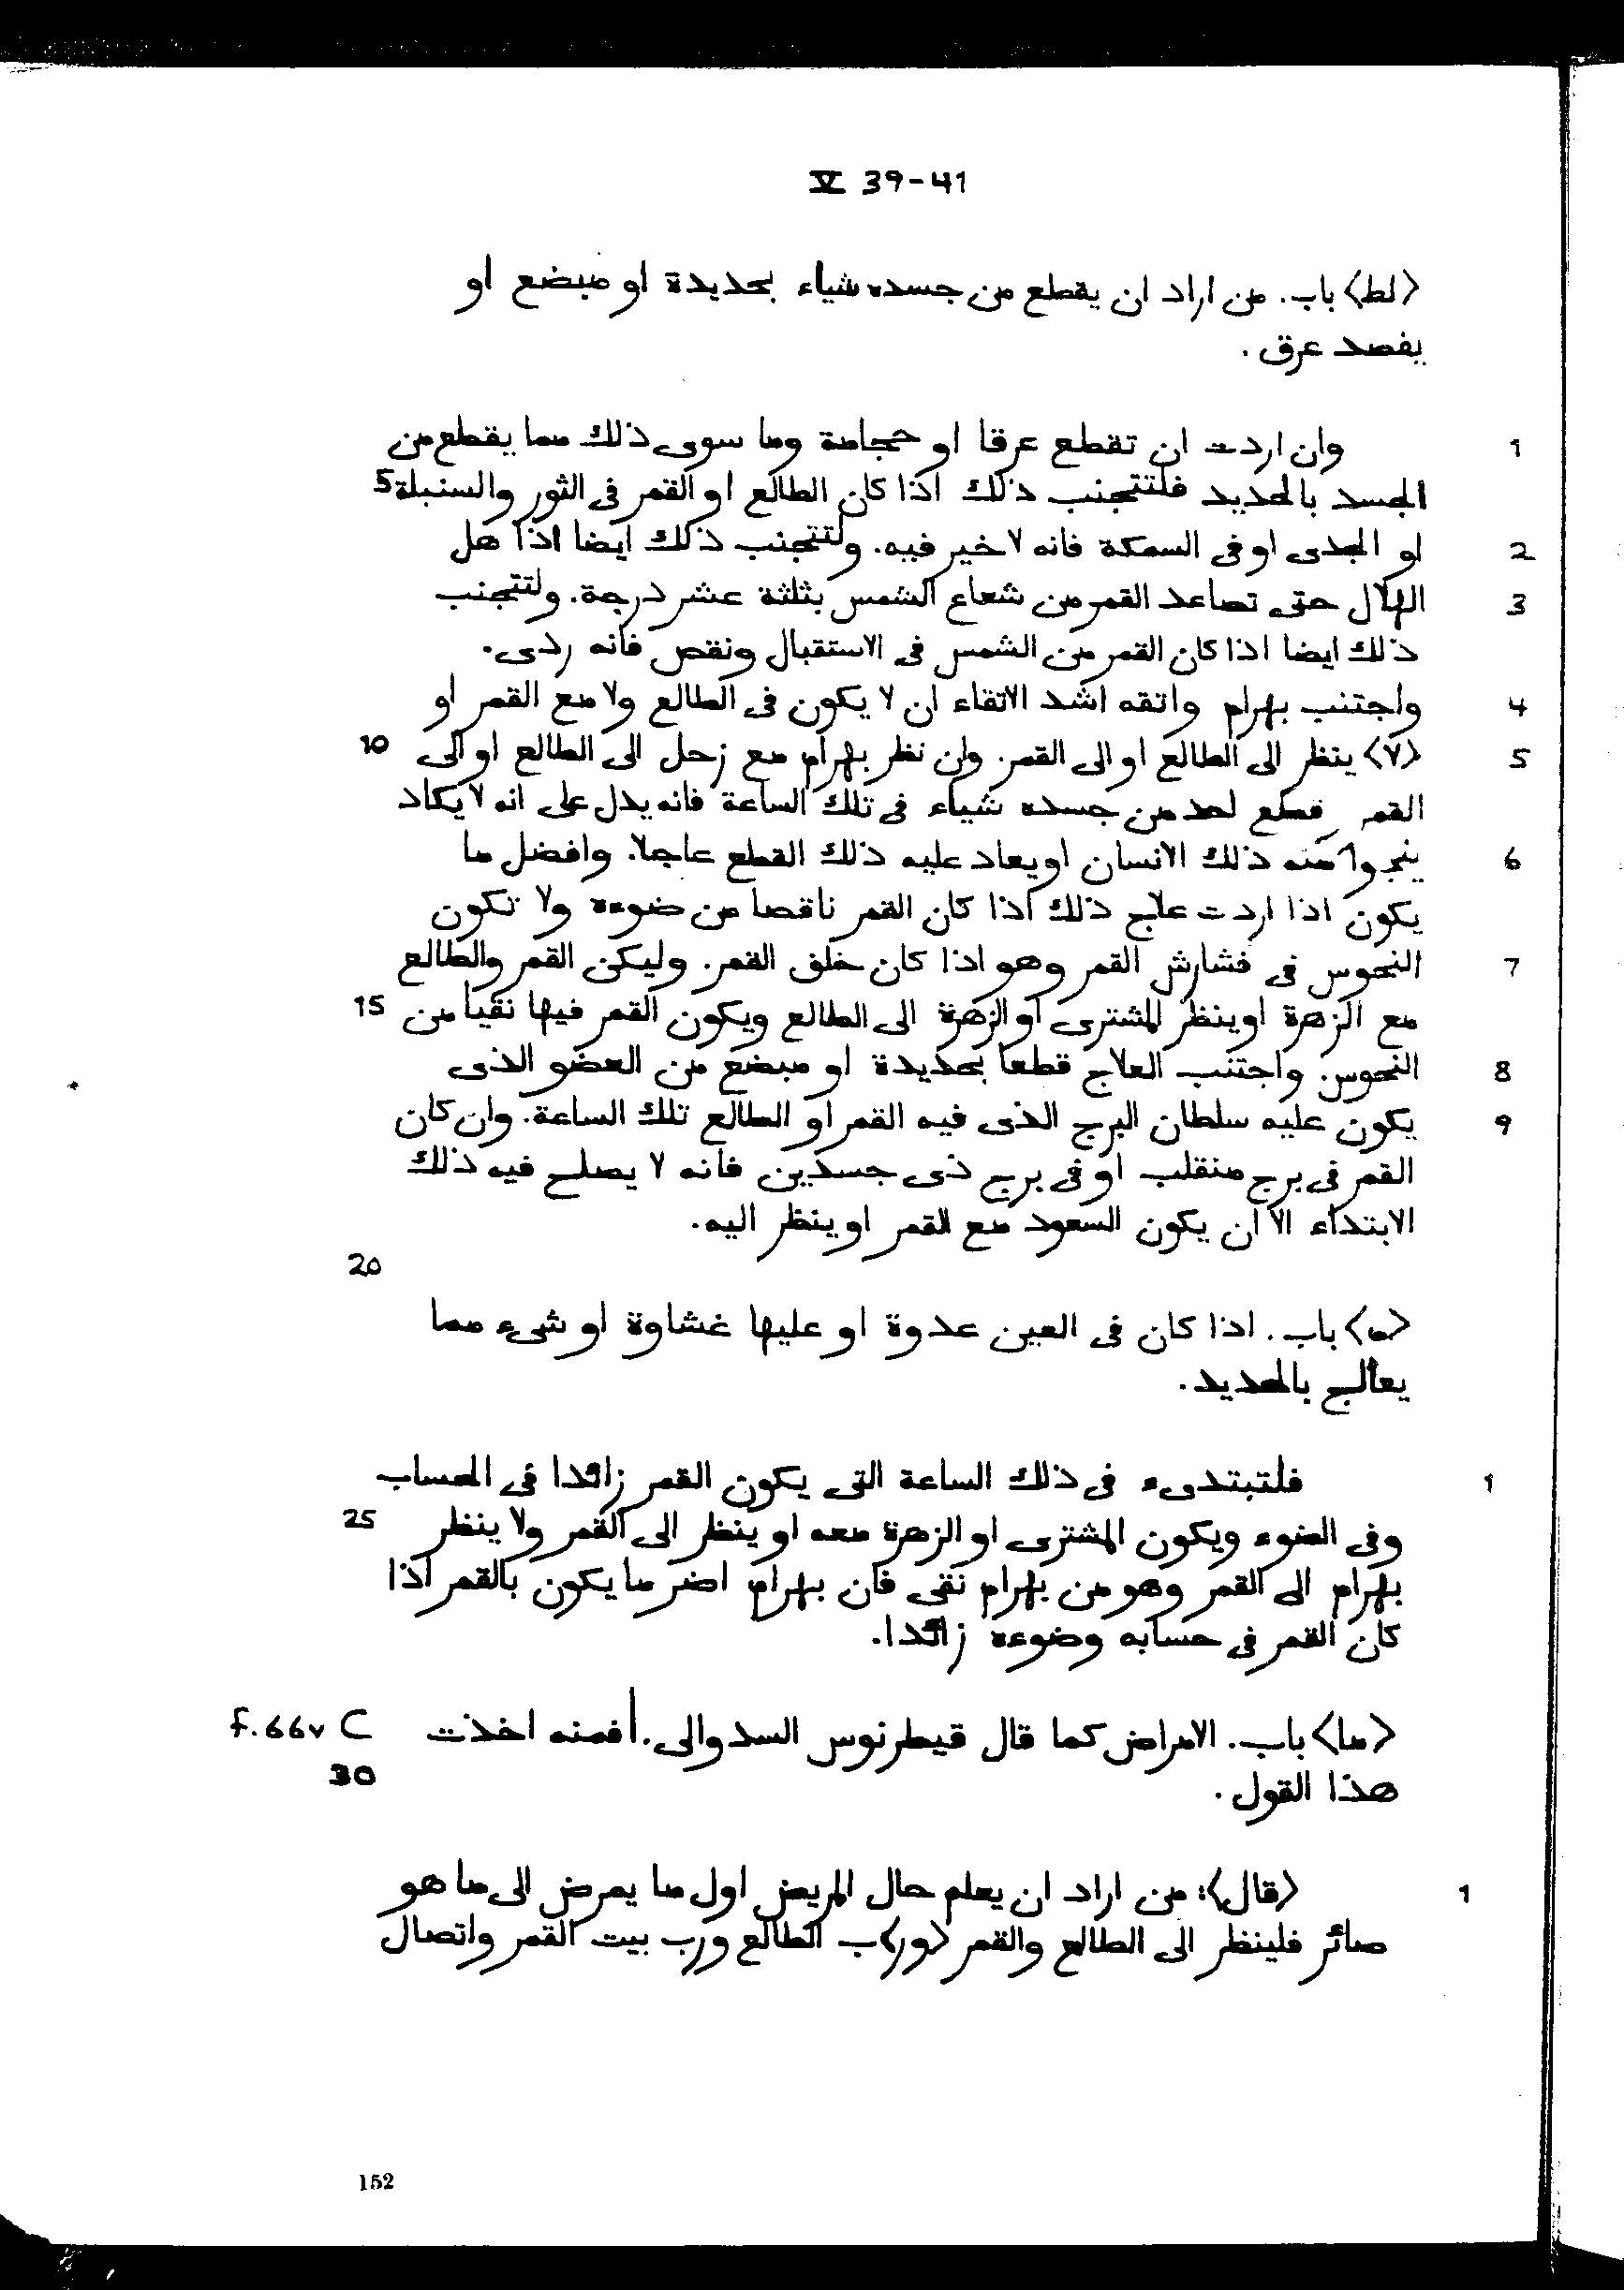 V 39-41
〈لط〉 باب. من اراد ان يقطع من جسده شياء بحديدة او مبضع او
يفصد عرق.
1 وان اردت ان تقطع عرقا او حجامة وما سوى ذلك مما يقطع من
الجسد بالحديد فلتتجنب ذلك اذا كان الطالع او القمر فى الثور والسنبلة 5
2 او الجدى او فى السمكة فانه لا خير فيه. ولتتجنب ذلك ايضا اذا هل
3 الهلال حتى تصاعد القمر من شعاع الشمس بثلثة عشر درجة. ولتتجنب
ذلك ايضا اذا كان القمر من الشمس فى الاستقبال ونقص فانه ردى.
4 واجتنب بهرام واتقه اشد الاتقاء ان لا يكون فى الطالع ولا مع القمر او
5 〈لا〉 ينظر الى الطالع او الى القمر. وان نظر بهرام مع زحل الى الطالع او الى 10
القمر فطع لحد من جسده شياء فى تلك الساعة فانه يدل على انه لا يكاد
6 ينجوا منه ذلك الانسان او يعاد عليه ذلك القطع عاجلا. وافضل ما
يكون اذا اردت علاج ذلك اذا كان القمر ناقصا من ضوءه ولا تكون
7 النحوس فى فشارش القمر وهو اذا كان خلف القمر. وليكن القمر والطالع
مع الزهرة او ينظر المشترى او الزهرة الى الطالع ويكون القمر فيها نقيا من 15
8 النحوس. واجتنب العلاج قطعا بحديدة او مبضع من العضو الذى
9 يكون عليه سلطان البرج الذى فيه القمر او الطالع تلك الساعة. وان كان
القمر فى برج منقلب او فى برج ذى جسدين فانه لا يصلح فيه ذلك
الابتداء الا ان يكون السعود مع القمر او ينظر اليه.
20
〈م〉 باب. اذا كان فى العين عدوة او عليها غشاوة او شىء مما
يعالج بالحديد.
1 فلتبتدىء فى ذلك الساعة التى يكون القمر زائدا فى الحساب
وفى الضوء ويكون المشترى او الزهرة معه او ينظر الى القمر ولا ينظر 25
بهرام الى القمر وهو من بهرام نقى فان بهرام اضر ما يكون بالقمر اذا
كان القمر فى حسابه وضوءه زائدا.
〈ما〉 باب. الامراض كما قال قيطرنوس السدوالى. أفمنه اخذت f. 66v C
هذا القول. 30
1 〈قال〉: من اراد ان يعلم حال المريض اول ما يمرض الى ما هو
صائر فلينظر الى الطالع والقمر 〈ور〉ب الطالع ورب بيت القمر واتصال
152